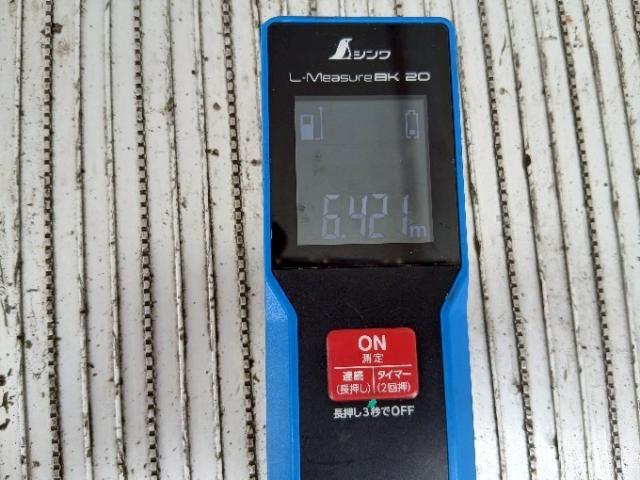 シンワ
L-Measure BK 20
6.421m
ON
測定
連続 タイマー
(長押し) (2回押)
長押し3秒でOFF